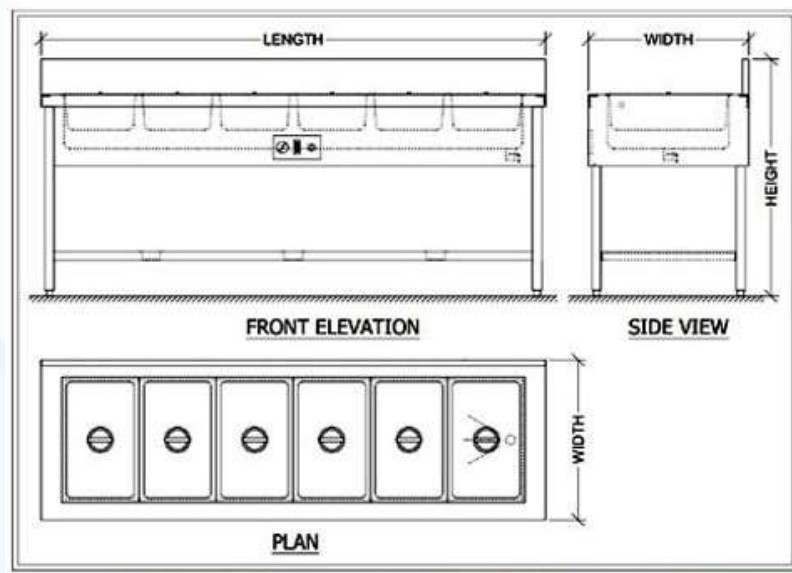 LENGTH
WIDTH
HEIGHT
FRONT ELEVATION
SIDE VIEW
WIDTH
PLAN